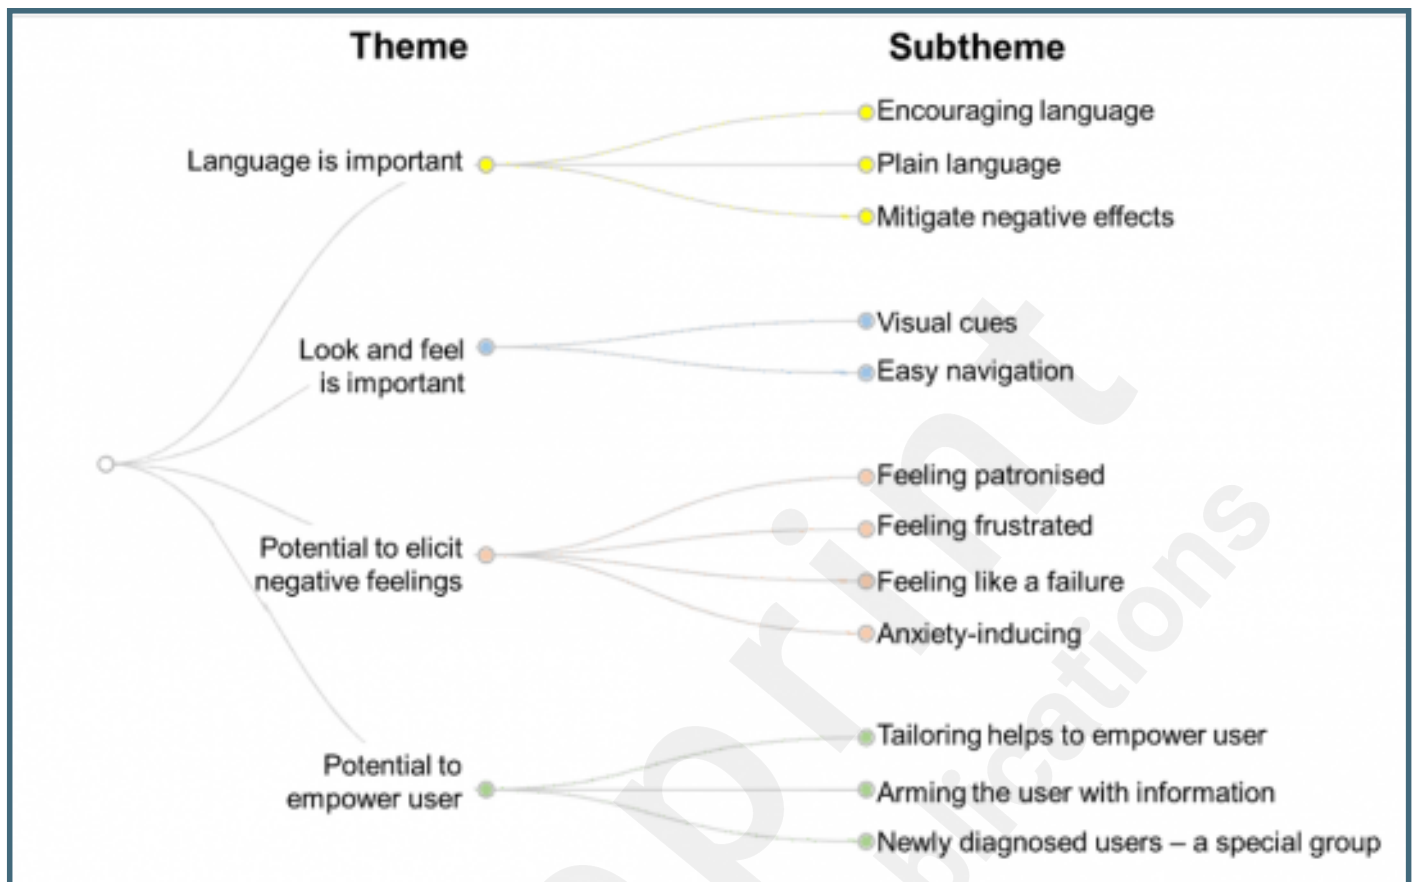 Theme
Subtheme
Language is important
Encouraging language
Plain language
Mitigate negative effects
Look and feel
is important
Visual cues
Easy navigation
Potential to elicit
negative feelings
Feeling patronised
Feeling frustrated
Feeling like a failure
Anxiety-inducing
Potential to
empower user
Tailoring helps to empower user
Arming the user with information
Newly diagnosed users – a special group